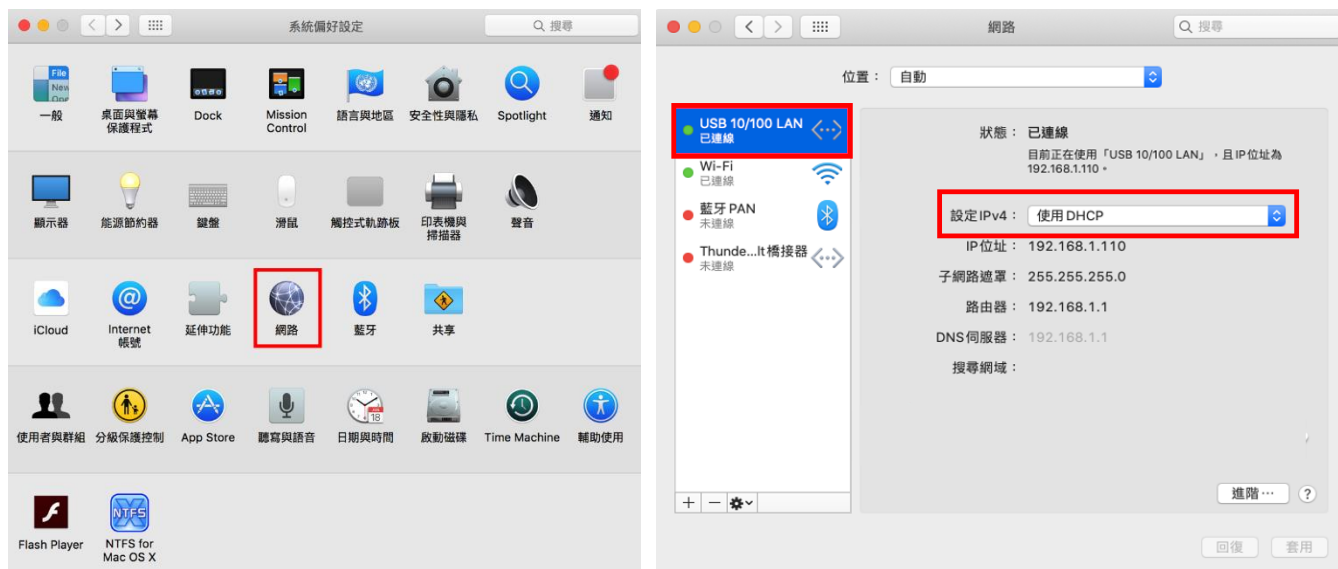 系統偏好設定
搜尋
File
New
一般
桌面與螢幕
保護程式
Dock
Mission
Control
語言與地區
安全性與隱私
Spotlight
通知
顯示器
能源節約器
鍵盤
滑鼠
觸控式軌跡板
印表機與
掃描器
聲音
iCloud
Internet
帳號
延伸功能
網路
藍牙
共享
使用者與群組
分級保護控制
App Store
聽寫與語音
18
日期與時間
啟動磁碟
Time Machine
輔助使用
Flash Player
NTFS
NTFS for
Mac OS X
網路
搜尋
位置： 自動
USB 10/100 LAN
已連線
Wi-Fi
已連線
藍牙 PAN
未連線
Thunde...lt 橋接器
未連線
狀態： 已連線
目前正在使用「USB 10/100 LAN」，且 IP 位址為
192.168.1.110。
設定 IPv4： 使用 DHCP
IP 位址： 192.168.1.110
子網路遮罩： 255.255.255.0
路由器： 192.168.1.1
DNS 伺服器： 192.168.1.1
搜尋網域：
進階⋯
?
回復
套用